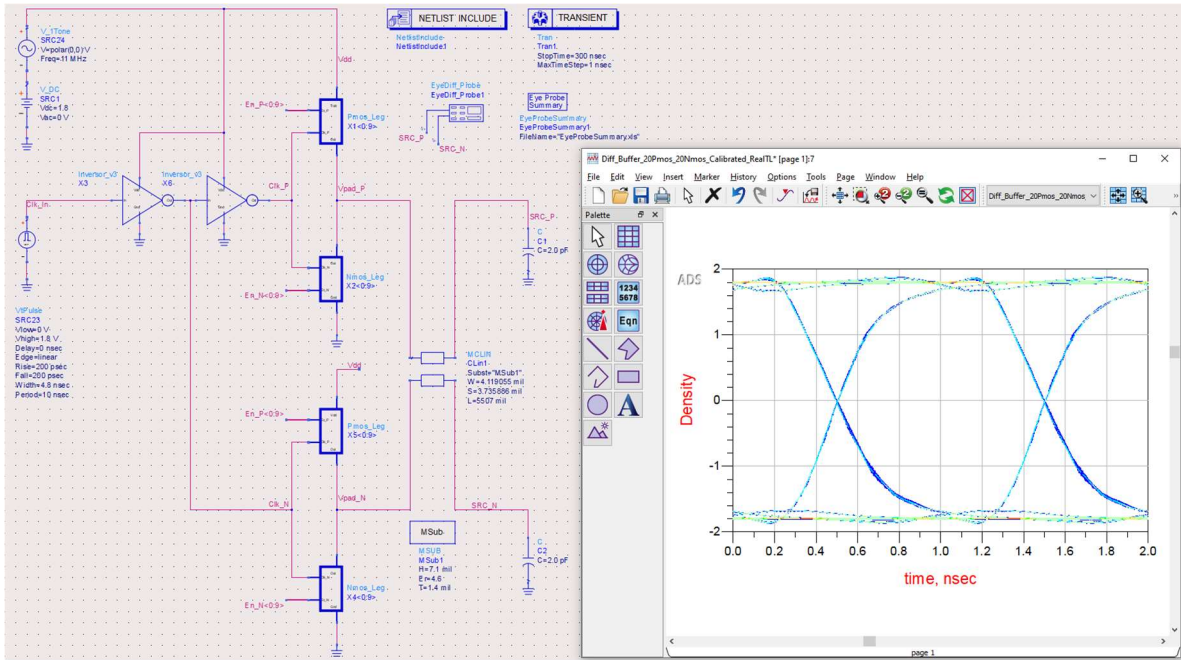 V_1Tone
SRC24
V=polar(0,0) V
Freq=11 MHz
V_DC
SRC1
Vdc=1.8
Vac=0 V
Inversor_v3
X3
Inversor_v3
X6
Clk_In
VtPulse
SRC23
Vlow=0 V
Vhigh=1.8 V
Delay=0 nsec
Edge=linear
Rise=200 psec
Fall=200 psec
Width=4.8 nsec
Period=10 nsec
Vdd
En_P<0:9>
Pmos_Leg
X1<0:9>
Clk_P
Vpad_P
Nmos_Leg
X2<0:9>
En_N<0:9>
Vdd
En_P<0:9>
Pmos_Leg
X5<0:9>
Clk_N
Vpad_N
Nmos_Leg
X4<0:9>
En_N<0:9>
NETLIST INCLUDE
NetlistInclude
NetlistInclude1
TRANSIENT
Tran
Tran1
StopTime=300 nsec
MaxTimeStep=1 nsec
EyeDiff_Probe
EyeDiff_Probe1
SRC_P
SRC_N
Eye Probe
Summary
EyeProbeSummary
EyeProbeSummary1
FileName="EyeProbeSummary.xls"
SRC_P
C
C1
C=2.0 pF
MCLIN
CLin1
Subst="MSub1"
W=4.119055 mil
S=3.735886 mil
L=5507 mil
SRC_N
C
C2
C=2.0 pF
MSub
MSUB
MSub1
H=7.1 mil
Er=4.6
T=1.4 mil
Diff_Buffer_20Pmos_20Nmos_Calibrated_RealTL* [page 1]:7
File Edit View Insert Marker History Options Tools Page Window Help
Diff_Buffer_20Pmos_20Nmos
Palette
1234
5678
Eqn
A
ADS
2
1
0
-1
-2
Density
0.0 0.2 0.4 0.6 0.8 1.0 1.2 1.4 1.6 1.8 2.0
time, nsec
page 1